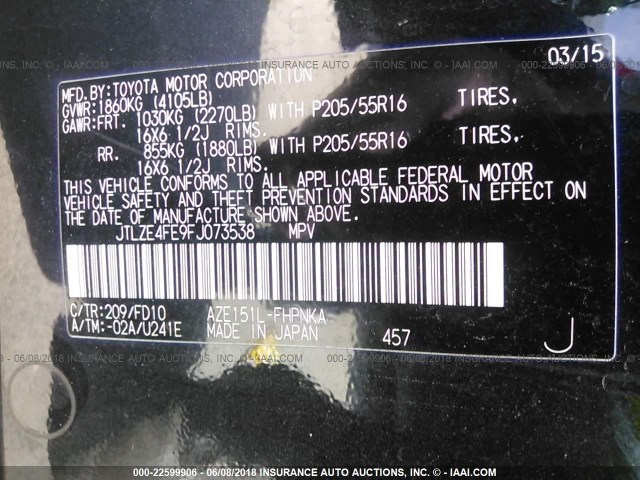 03/15
MFD.BY:TOYOTA MOTOR CORPORATION
GVWR:1860KG (4105LB)
GAWR:FRT. 1030KG (2270LB) WITH P205/55R16 TIRES,
16X6 1/2J RIMS.
RR. 855KG (1880LB) WITH P205/55R16 TIRES,
16X6 1/2J RIMS.
THIS VEHICLE CONFORMS TO ALL APPLICABLE FEDERAL MOTOR
VEHICLE SAFETY AND THEFT PREVENTION STANDARDS IN EFFECT ON
THE DATE OF MANUFACTURE SHOWN ABOVE.
JTLZE4FE9FJ073538 MPV
C/TR:209/FD10 AZE151L-FHPNKA
A/TM:-02A/U241E MADE IN JAPAN 457 J
000-22599906 - 06/08/2018 INSURANCE AUTO AUCTIONS. © - IAAI.COM